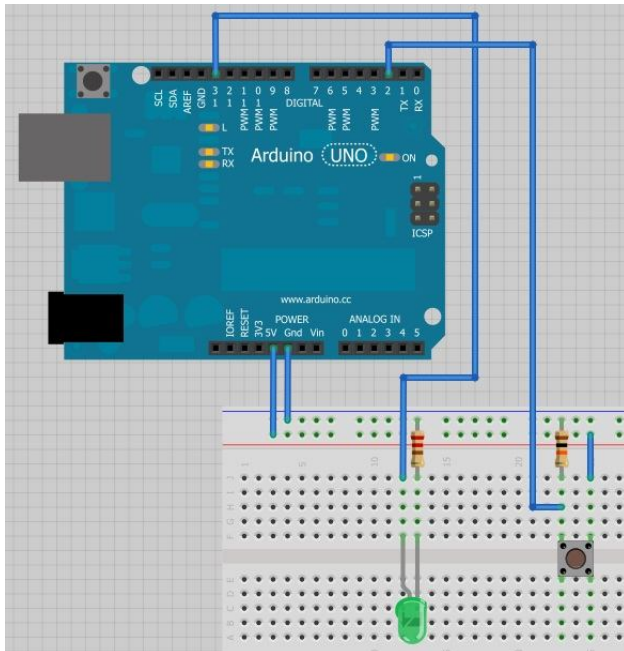 SCL
SDA
AREF
GND
13
12
PWM 11
PWM 10
PWM 9
8
DIGITAL
7
PWM 6
PWM 5
4
PWM 3
2
TX 1
RX 0
L
TX
RX
Arduino UNO
ON
1
ICSP
www.arduino.cc
POWER
ANALOG IN
IOREF
RESET
3V3
5V
Gnd
Vin
0 1 2 3 4 5
1 5 10 15 20
J
I
H
G
F
E
D
C
B
A